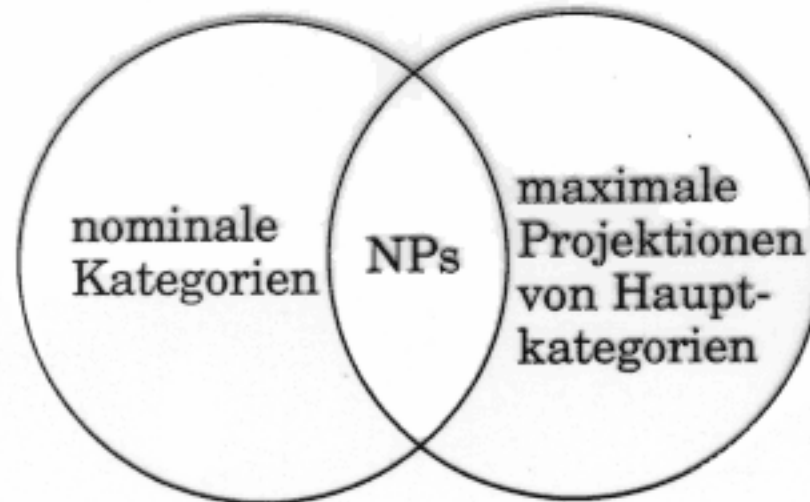 nominale
Kategorien
NPs
maximale
Projektionen
von Haupt-
kategorien